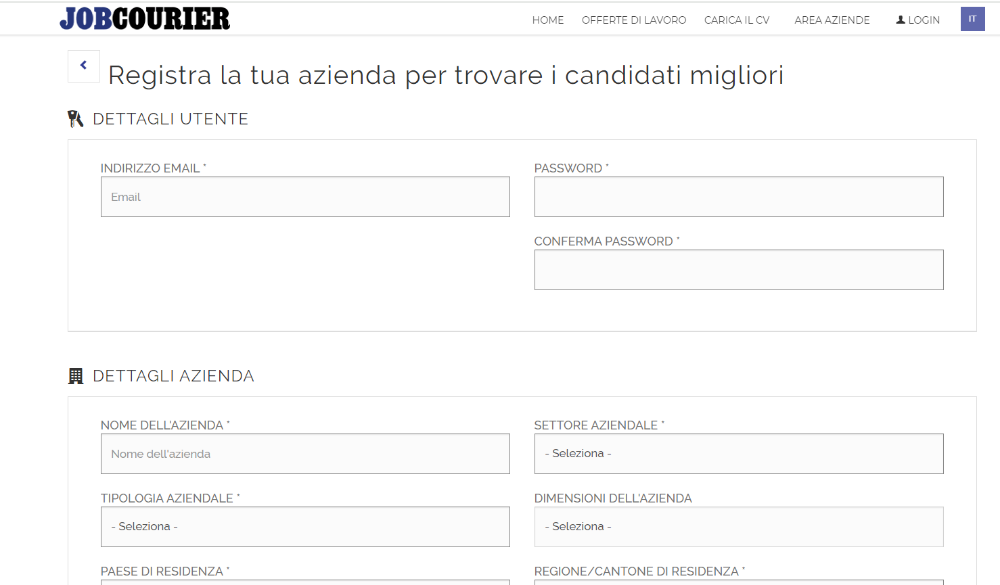 JOBCOURIER
HOME OFFERTE DI LAVORO CARICA IL CV AREA AZIENDE LOGIN IT
Registra la tua azienda per trovare i candidati migliori
DETTAGLI UTENTE
INDIRIZZO EMAIL * PASSWORD *
Email
CONFERMA PASSWORD *
DETTAGLI AZIENDA
NOME DELL'AZIENDA * SETTORE AZIENDALE *
Nome dell'azienda - Seleziona -
TIPOLOGIA AZIENDALE * DIMENSIONI DELL'AZIENDA
- Seleziona - - Seleziona -
PAESE DI RESIDENZA * REGIONE/CANTONE DI RESIDENZA *